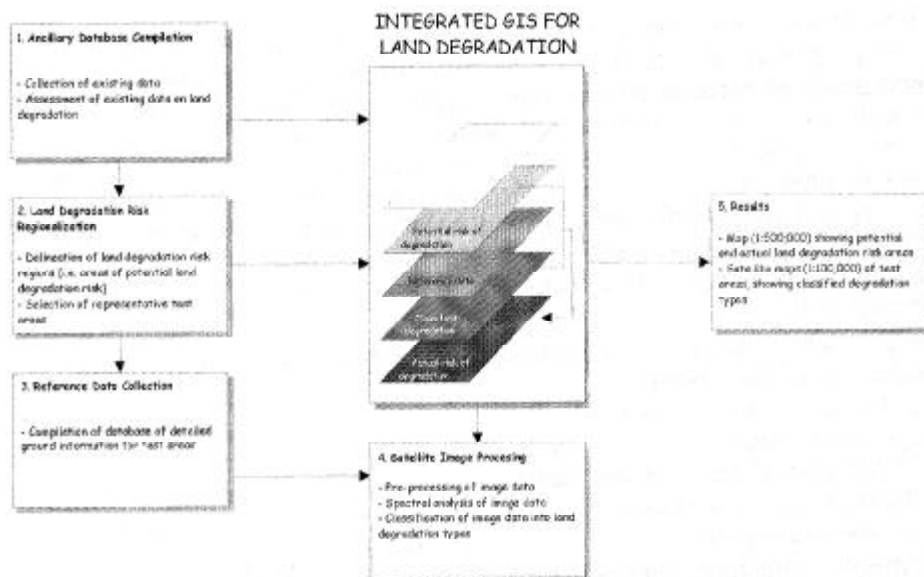 INTEGRATED GIS FOR
LAND DEGRADATION
1. Ancillary Database Compilation
- Collection of existing data
- Assessment of existing data on land
degradation
2. Land Degradation Risk
Regionalization
- Delineation of land degradation risk
regions (i.e. areas of potential land
degradation risk)
- Selection of representative test
areas
3. Reference Data Collection
- Compilation of database of detailed
ground information for test areas
Potential risk of
degradation
Reference data
degradation
Actual risk of
degradation
4. Satellite Image Procesing
- Pre-processing of image data
- Spectral analysis of image data
- Classification of image data into land
degradation types
5. Results
- Map (1:500,000) showing potential
and actual land degradation risk areas
- Satellite maps (1:100,000) of test
areas, showing classified degradation
types